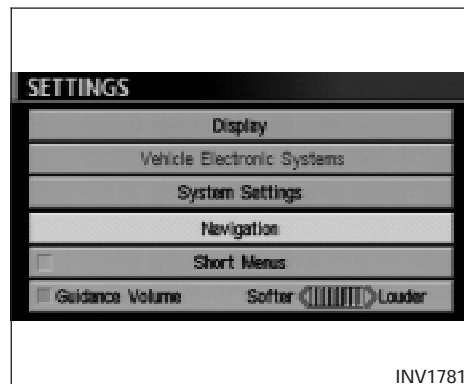 SETTINGS
Display
Vehicle Electronic Systems
System Settings
Navigation
Short Menus
Guidance Volume Softer Louder
INV1781